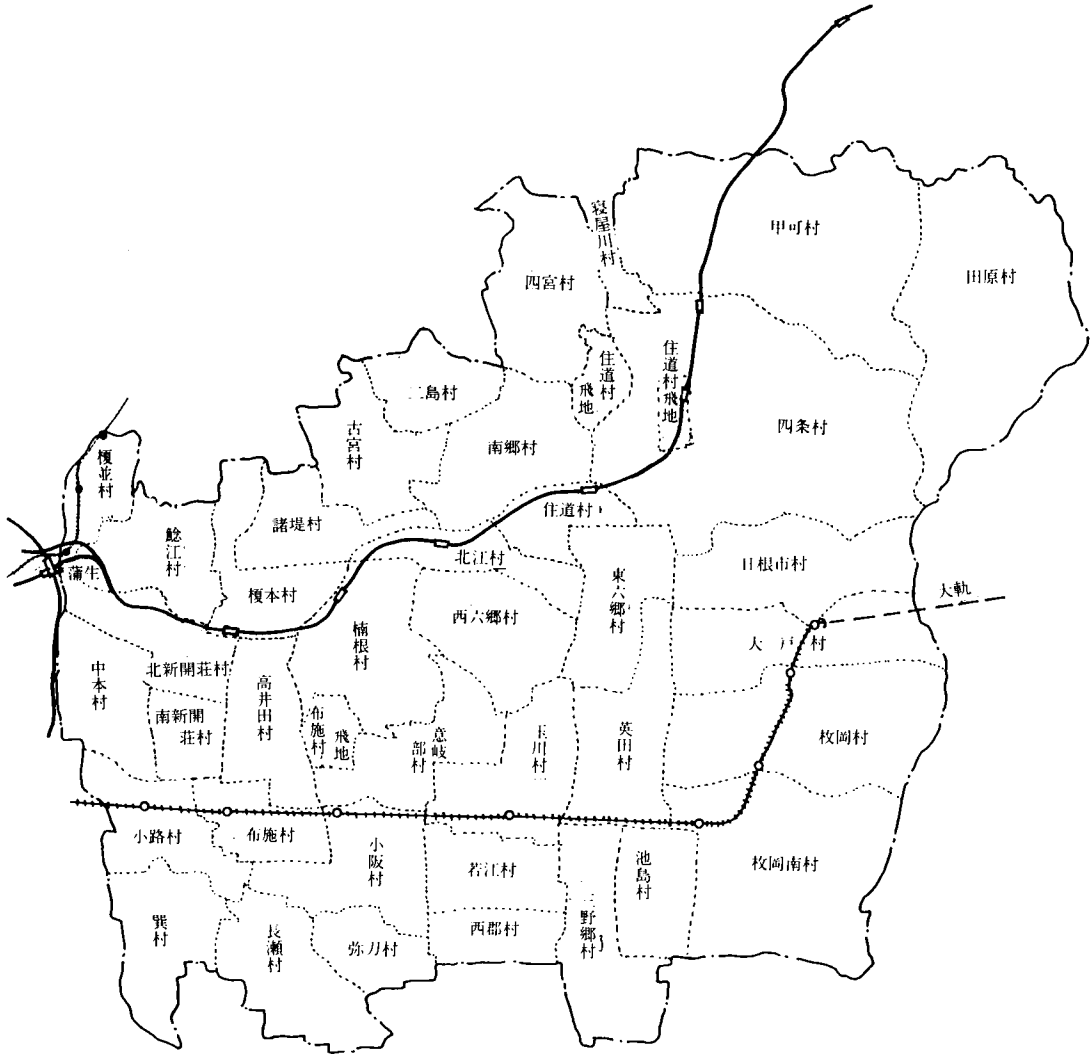 寝屋川村
甲可村
田原村
四宮村
住道村
飛地
住道村飛地
三島村
四条村
古宮村
南郷村
榎並村
諸堤村
住道村
鯰江村
蒲生
榎本村
北江村
東六郷村
日根市村
大軌
楠根村
西六郷村
大戸村
中本村
北新開荘村
高井田村
南新開
荘村
布施村
飛地
意岐
部村
玉川村
英田村
枚岡村
小路村
布施村
小阪村
若江村
池島村
枚岡南村
巽村
長瀬村
弥刀村
西郡村
三野郷村